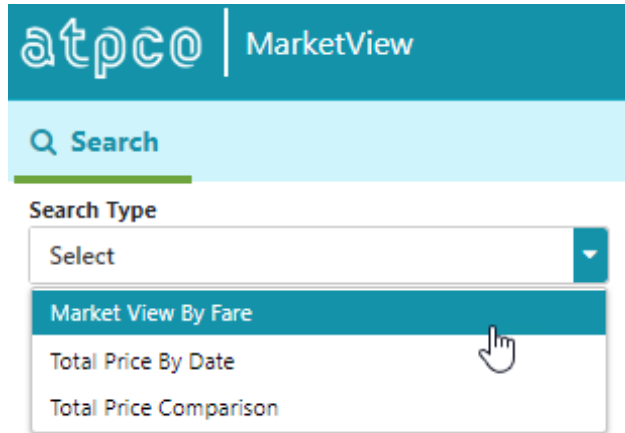 atpco MarketView
Search
Search Type
Select
Market View By Fare
Total Price By Date
Total Price Comparison